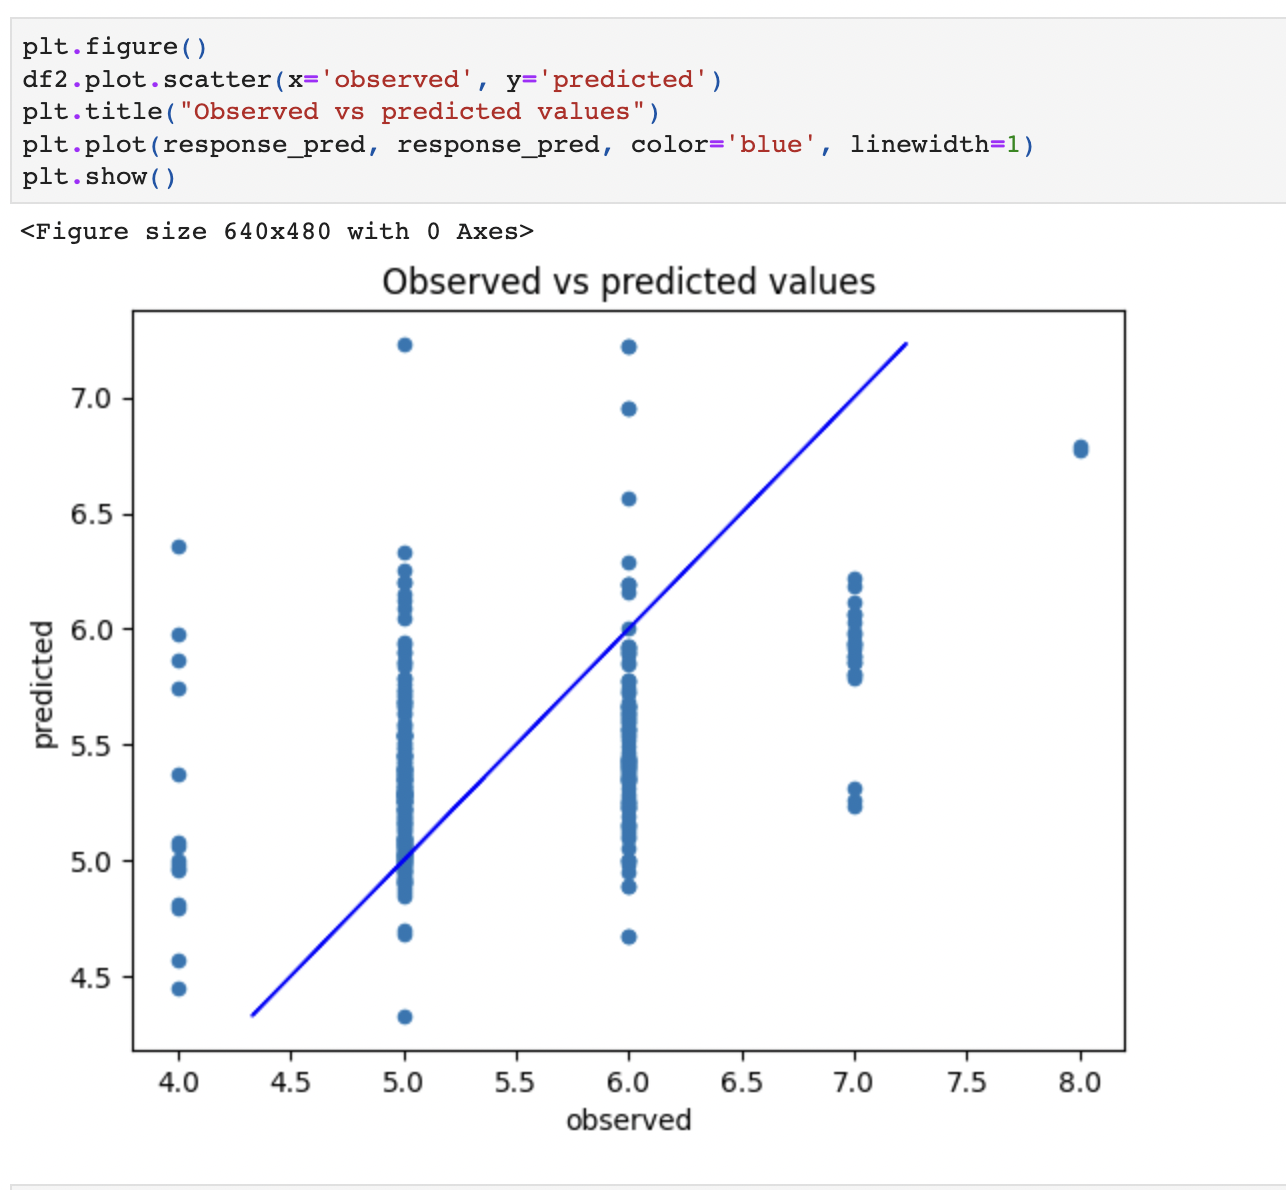 plt.figure()
df2.plot.scatter(x='observed', y='predicted')
plt.title("Observed vs predicted values")
plt.plot(response_pred, response_pred, color='blue', linewidth=1)
plt.show()
<Figure size 640x480 with 0 Axes>
Observed vs predicted values
7.0
6.5
6.0
5.5
5.0
4.5
predicted
4.0 4.5 5.0 5.5 6.0 6.5 7.0 7.5 8.0
observed